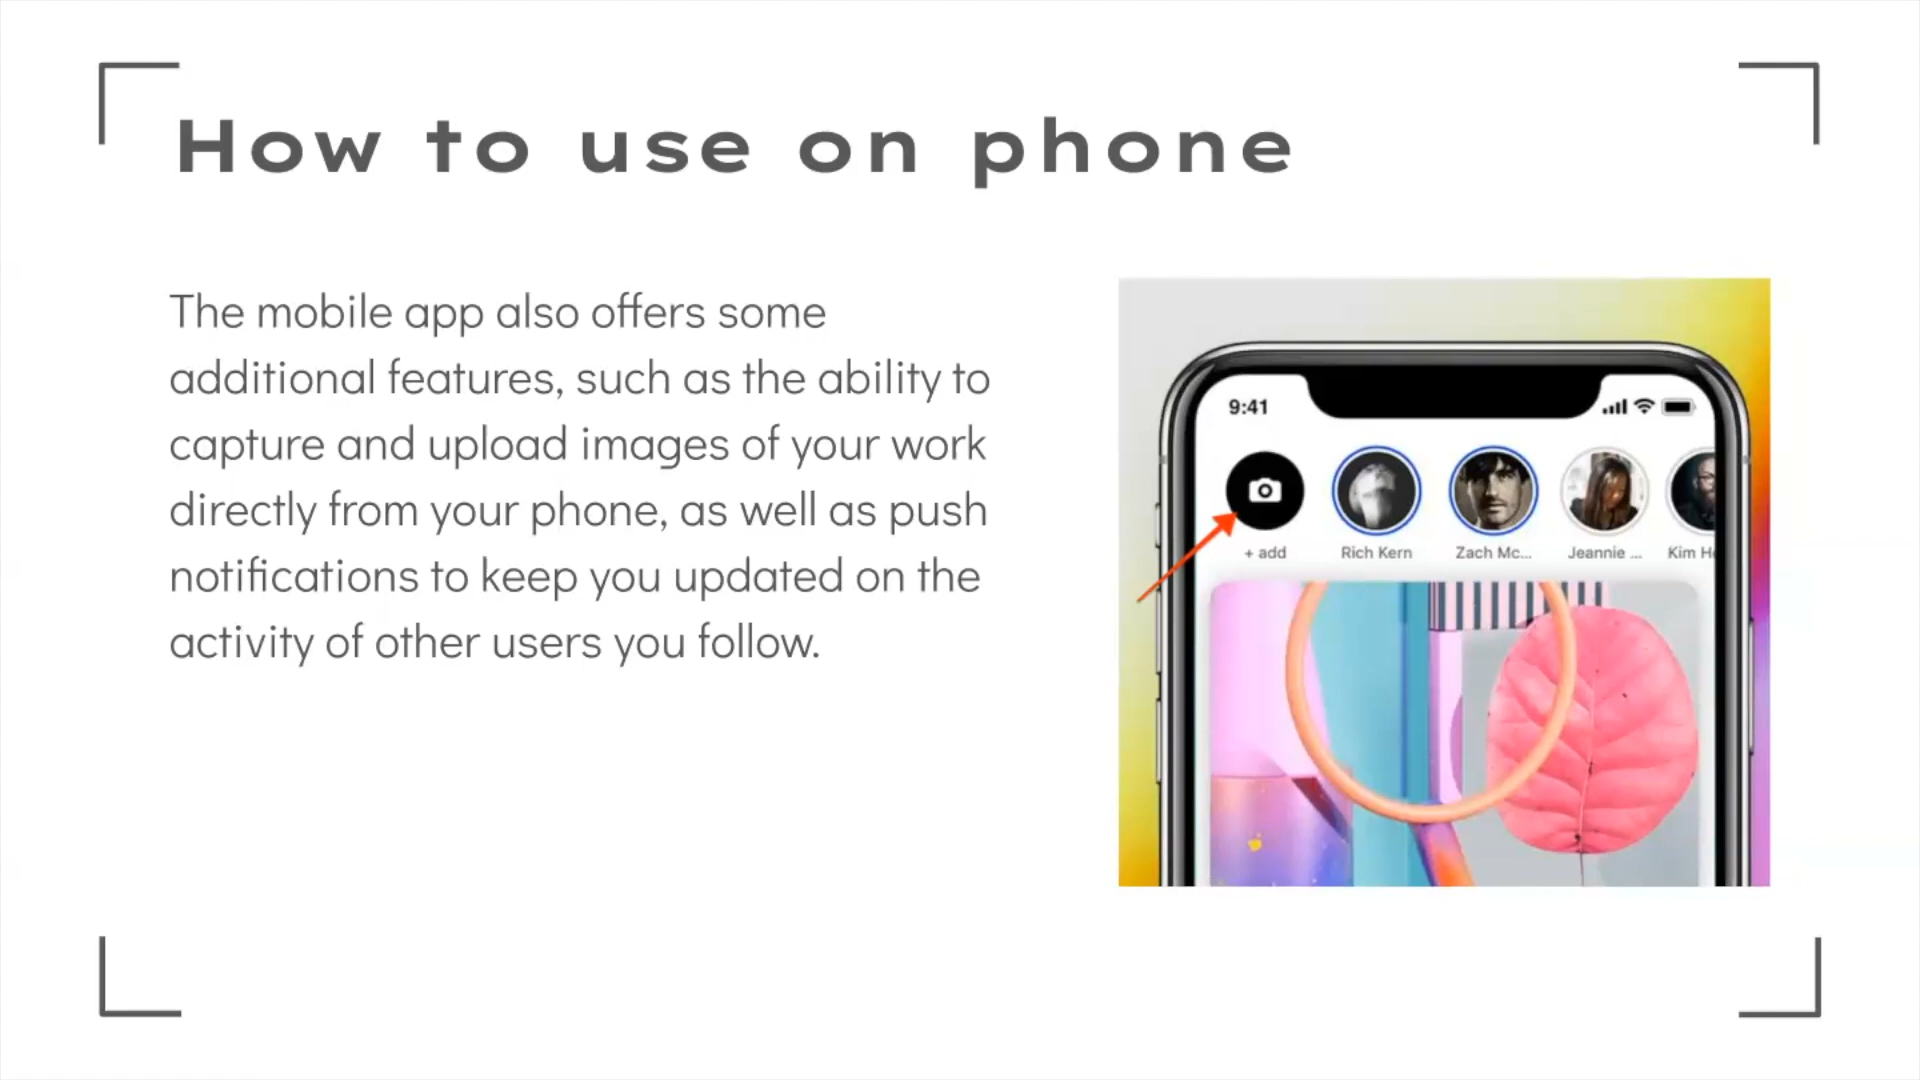 How to use on phone
The mobile app also offers some
additional features, such as the ability to
capture and upload images of your work
directly from your phone, as well as push
notifications to keep you updated on the
activity of other users you follow.
9:41
+ add
Rich Kern
Zach Mc...
Jeannie ...
Kim H